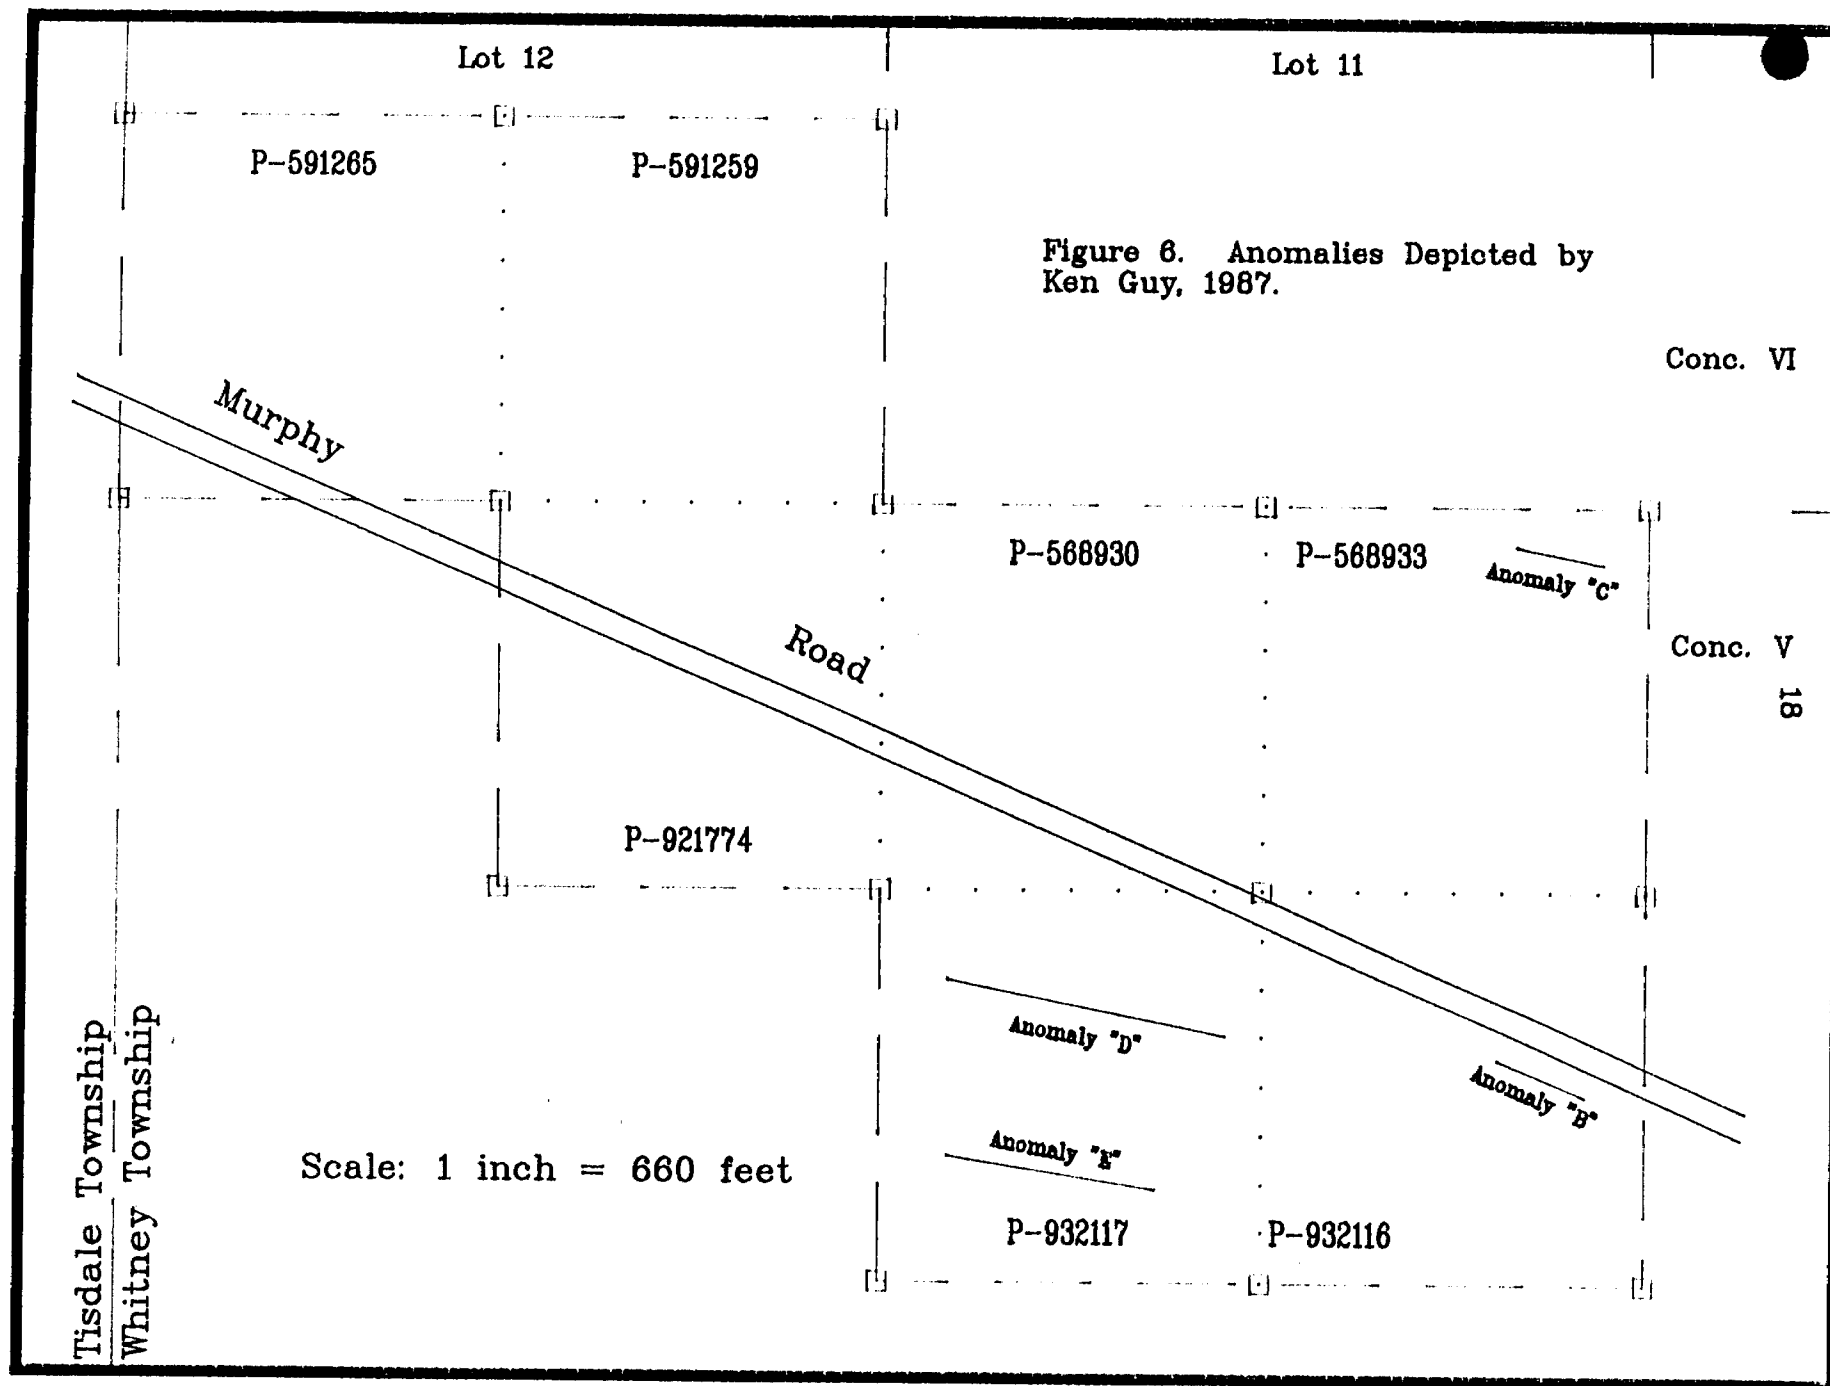 Lot 12
Lot 11
P-591265
P-591259
Figure 6. Anomalies Depicted by
Ken Guy, 1987.
Conc. VI
Murphy
Road
P-568930
P-568933
Anomaly "C"
Conc. V
18
P-921774
Anomaly "D"
Anomaly "B"
Anomaly "E"
Scale: 1 inch = 660 feet
P-932117
P-932116
Tisdale Township
Whitney Township